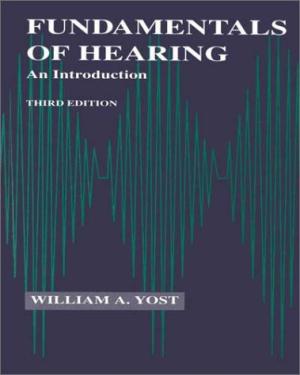 FUNDAMENTALS
OF HEARING
An Introduction
THIRD EDITION
WILLIAM A. YOST